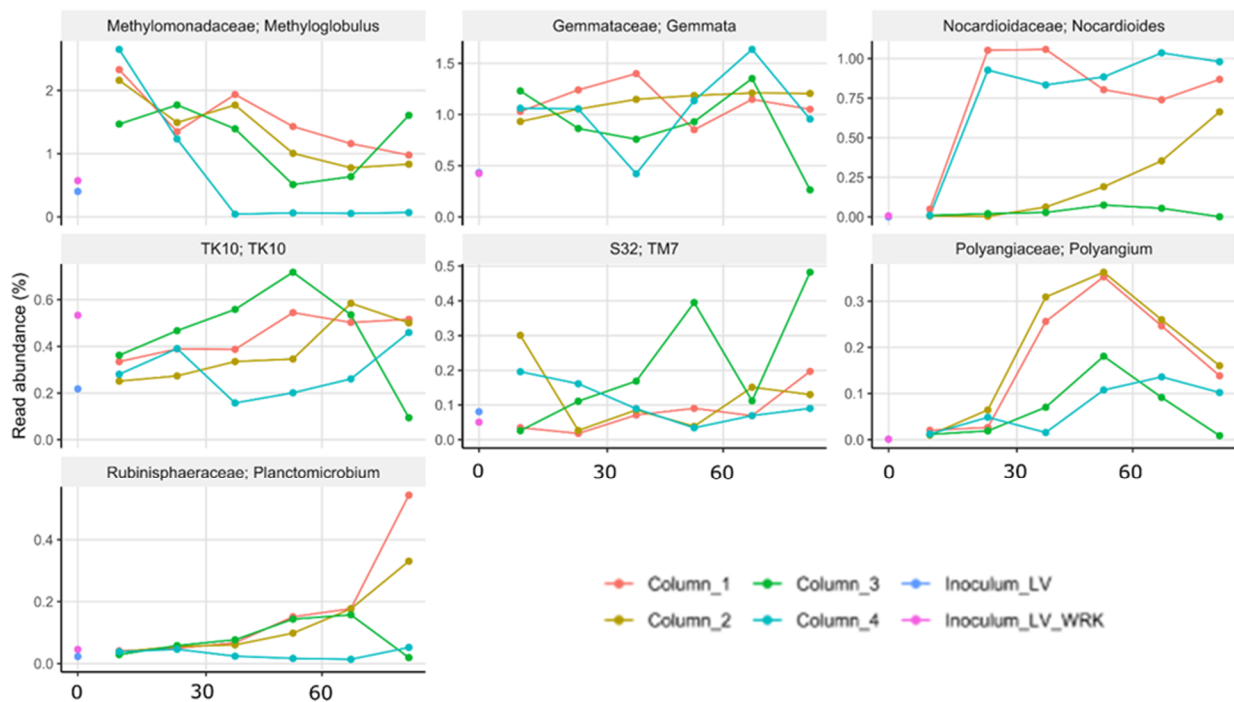 Methylomonadaceae; Methyloglobus
Gemmataceae; Gemmata
Nocardioidaceae; Nocardioides
2
1
0
1.5
1.0
0.5
0.0
1.00
0.75
0.50
0.25
0.00
Read abundance (%)
TK10; TK10
S32; TM7
Polyangiaceae; Polyangium
0.6
0.4
0.2
0.0
0.5
0.4
0.3
0.2
0.1
0.0
0.3
0.2
0.1
0.0
0 30 60
0 30 60
Rubinisphaeraceae; Planctomicrobium
0.4
0.2
0.0
0 30 60
Column_1 Column_3 Inoculum_LV
Column_2 Column_4 Inoculum_LV_WRK